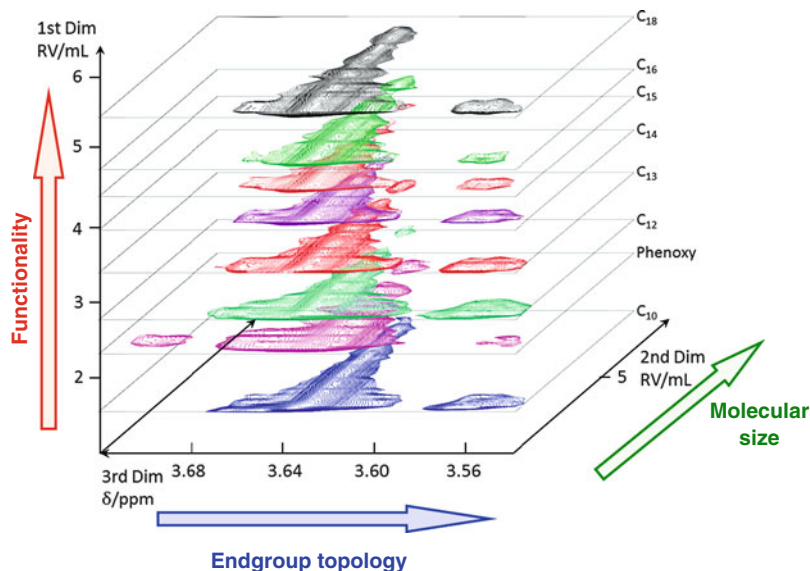 1st Dim
RV/mL
6
5
4
3
2
Functionality
C18
C16
C15
C14
C13
C12
Phenoxy
C10
2nd Dim
RV/mL
5
Molecular
size
3rd Dim
δ/ppm
3.68
3.64
3.60
3.56
Endgroup topology